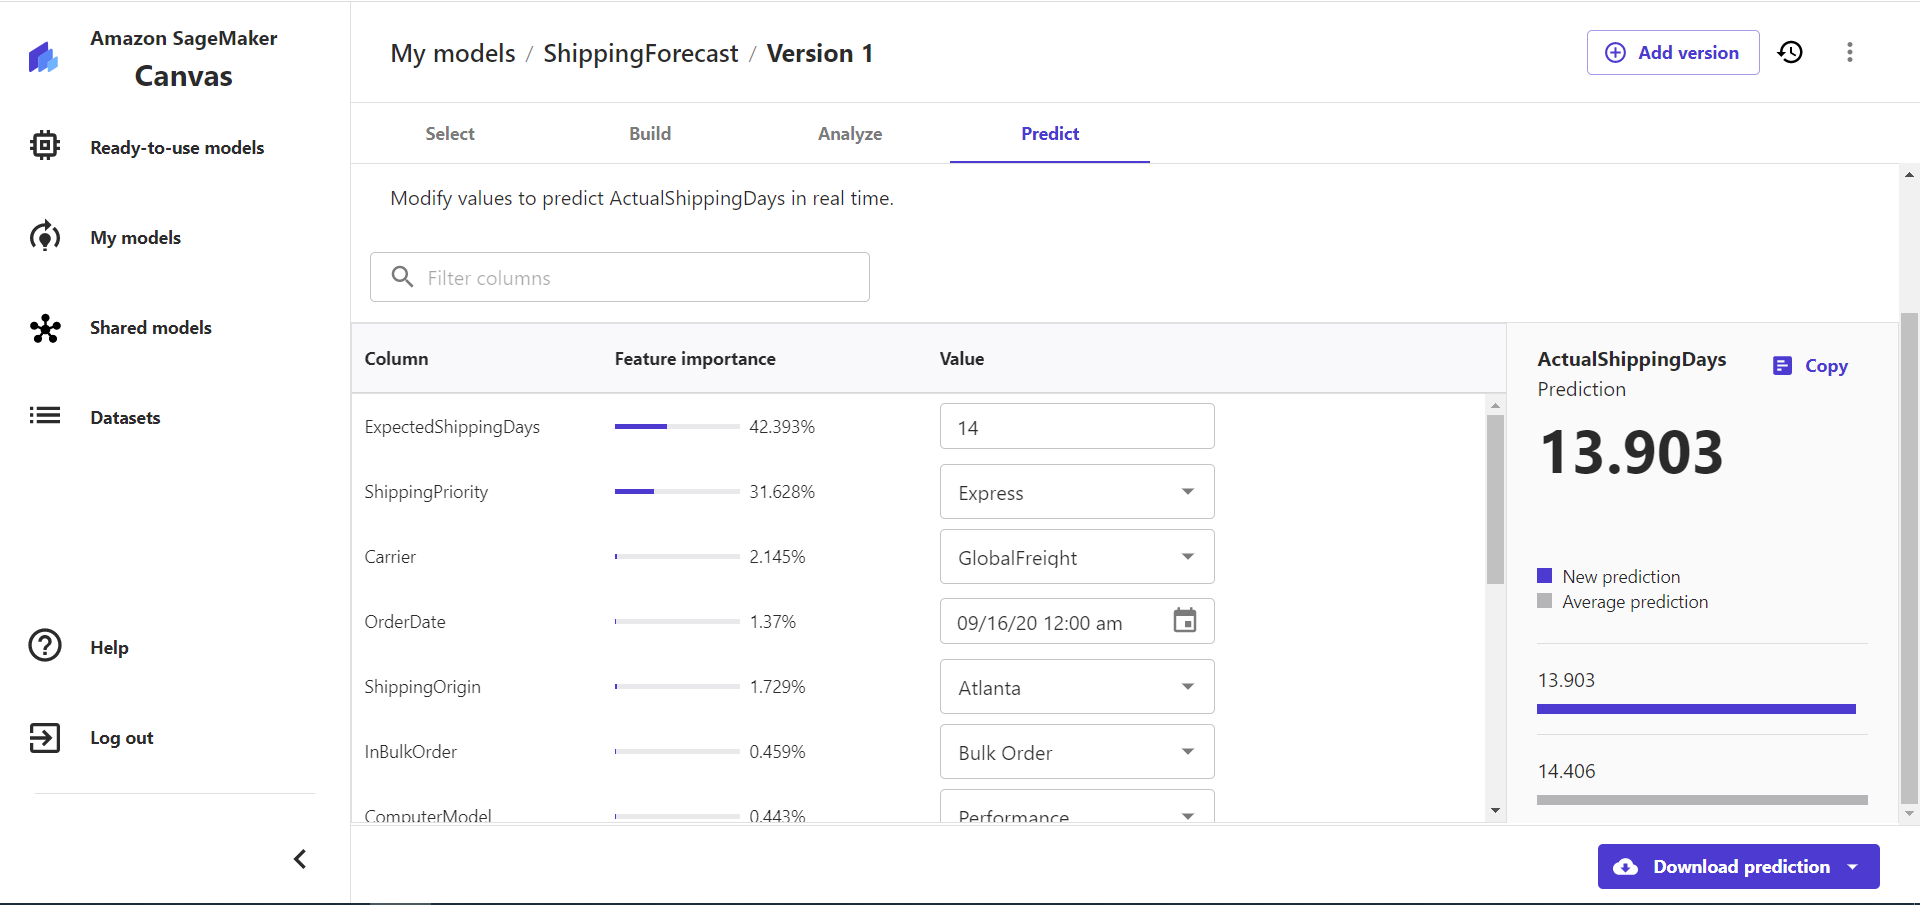 Amazon SageMaker
Canvas
Ready-to-use models
My models
Shared models
Datasets
Help
Log out
My models / ShippingForecast / Version 1
Add version
Select Build Analyze Predict
Modify values to predict ActualShippingDays in real time.
Filter columns
Column Feature importance Value
ExpectedShippingDays 42.393% 14
ShippingPriority 31.628% Express
Carrier 2.145% GlobalFreight
OrderDate 1.37% 09/16/20 12:00 am
ShippingOrigin 1.729% Atlanta
InBulkOrder 0.459% Bulk Order
ComputerModel 0.443% Performance
ActualShippingDays
Copy
Prediction
13.903
New prediction
Average prediction
13.903
14.406
Download prediction